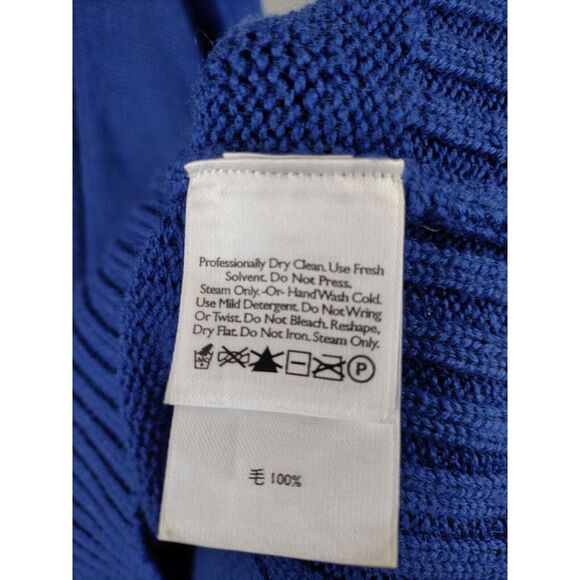 Professionally Dry Clean. Use Fresh
Solvent. Do Not Press.
Steam Only. -Or- Hand Wash Cold.
Use Mild Detergent. Do Not Wring
Or Twist. Do Not Bleach. Reshape,
Dry Flat. Do Not Iron. Steam Only.
P
毛 100%